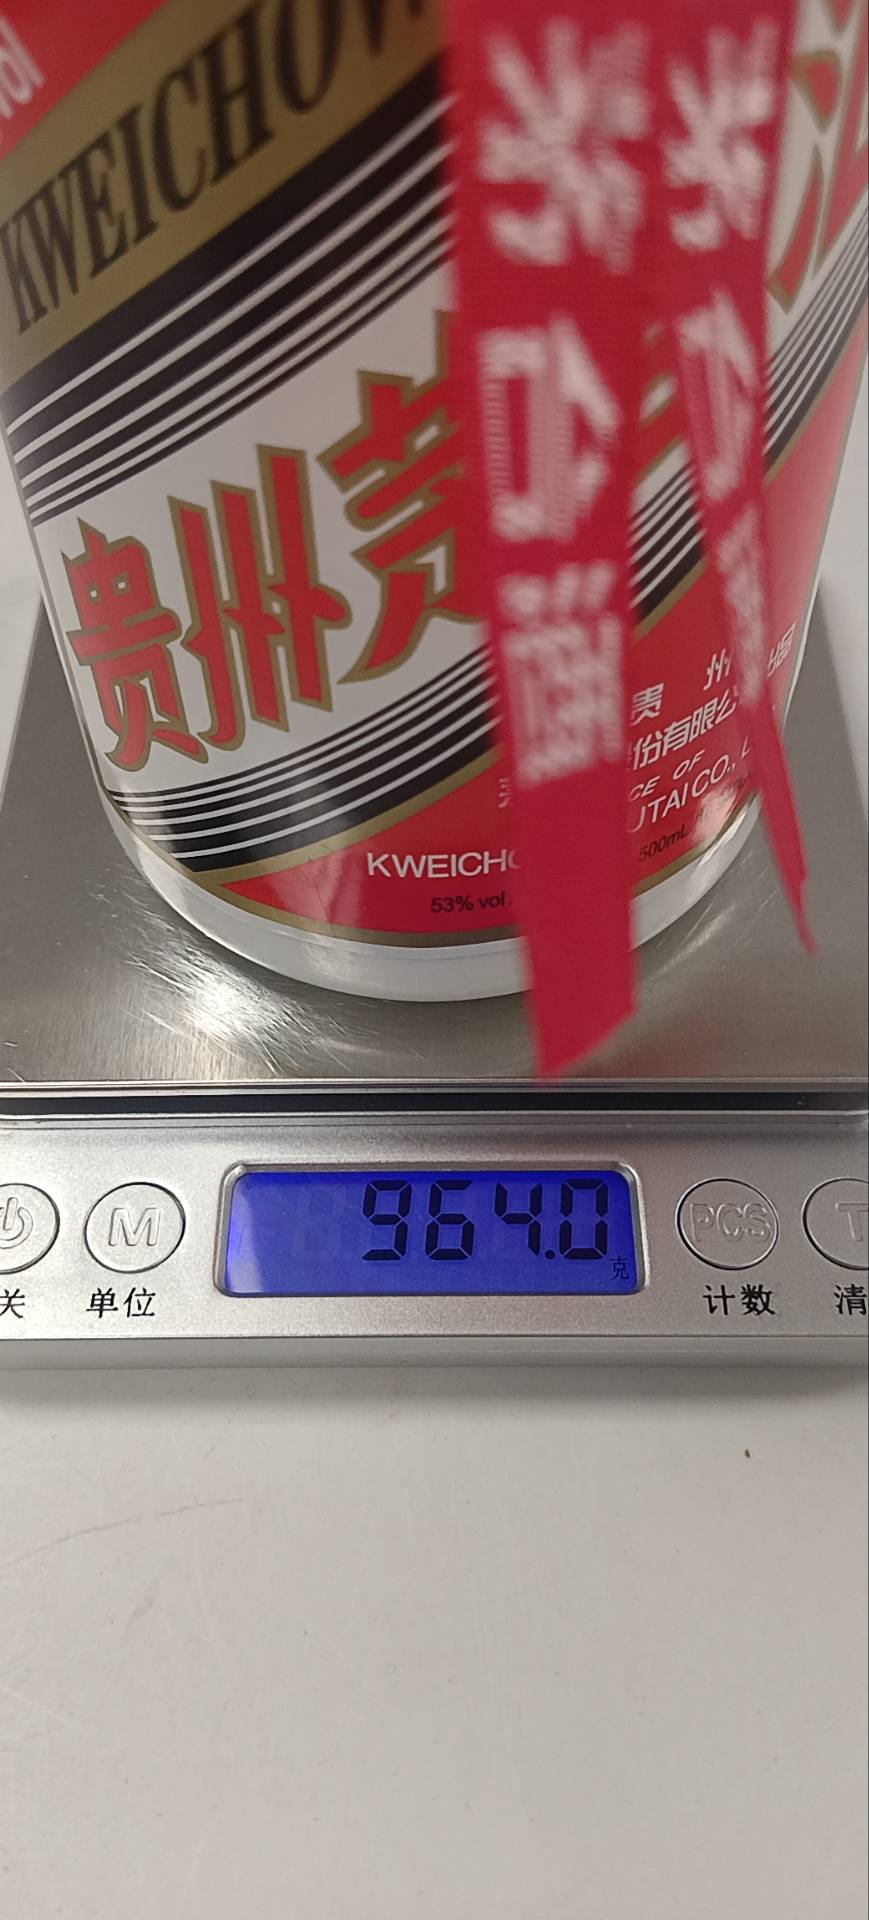 vol
KWEICHOW
贵州茅
贵 州
份有限公
CE OF
UTAI CO., L
500mL
KWEICHO
53% vol.
964.0
克
M
PCS
T
关
单位
计数
清